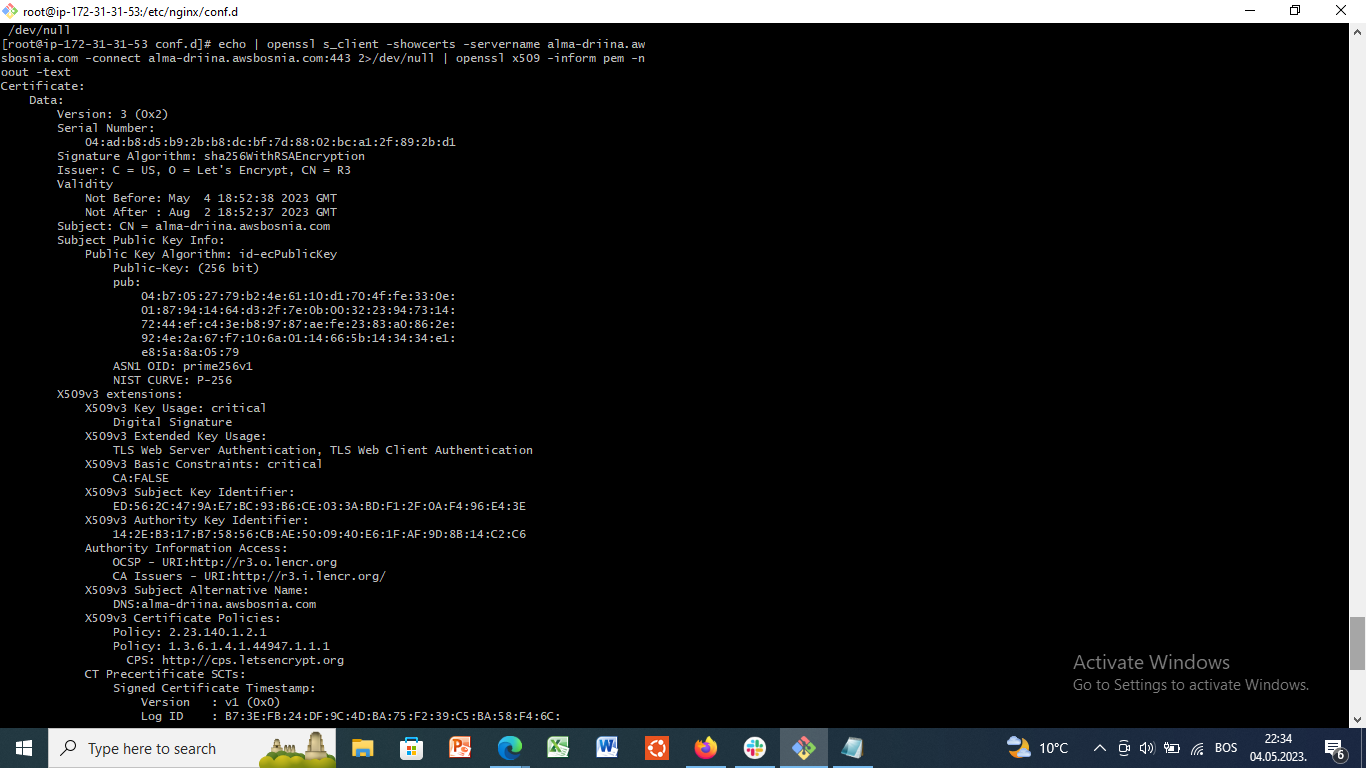 root@ip-172-31-31-53:/etc/nginx/conf.d
/dev/null
[root@ip-172-31-31-53 conf.d]# echo | openssl s_client -showcerts -servername alma-driina.aw
sbosnia.com -connect alma-driina.awsbosnia.com:443 2>/dev/null | openssl x509 -inform pem -n
oout -text
Certificate:
Data:
Version: 3 (0x2)
Serial Number:
04:ad:b8:d5:b9:2b:b8:dc:bf:7d:88:02:bc:a1:2f:89:2b:d1
Signature Algorithm: sha256WithRSAEncryption
Issuer: C = US, O = Let's Encrypt, CN = R3
Validity
Not Before: May  4 18:52:38 2023 GMT
Not After : Aug  2 18:52:37 2023 GMT
Subject: CN = alma-driina.awsbosnia.com
Subject Public Key Info:
Public Key Algorithm: id-ecPublicKey
Public-Key: (256 bit)
pub:
04:b7:05:27:79:b2:4e:61:10:d1:70:4f:fe:33:0e:
01:87:94:14:64:d3:2f:7e:0b:00:32:23:94:73:14:
72:44:ef:c4:3e:b8:97:87:ae:fe:23:83:a0:86:2e:
92:4e:2a:67:f7:10:6a:01:14:66:5b:14:34:34:e1:
e8:5a:8a:05:79
ASN1 OID: prime256v1
NIST CURVE: P-256
X509v3 extensions:
X509v3 Key Usage: critical
Digital Signature
X509v3 Extended Key Usage:
TLS Web Server Authentication, TLS Web Client Authentication
X509v3 Basic Constraints: critical
CA:FALSE
X509v3 Subject Key Identifier:
ED:56:2C:47:9A:E7:BC:93:B6:CE:03:3A:BD:F1:2F:0A:F4:96:E4:3E
X509v3 Authority Key Identifier:
14:2E:B3:17:B7:58:56:CB:AE:50:09:40:E6:1F:AF:9D:8B:14:C2:C6
Authority Information Access:
OCSP - URI:http://r3.o.lencr.org
CA Issuers - URI:http://r3.i.lencr.org/
X509v3 Subject Alternative Name:
DNS:alma-driina.awsbosnia.com
X509v3 Certificate Policies:
Policy: 2.23.140.1.2.1
Policy: 1.3.6.1.4.1.44947.1.1.1
CPS: http://cps.letsencrypt.org
CT Precertificate SCTs:
Signed Certificate Timestamp:
Version   : v1 (0x0)
Log ID    : B7:3E:FB:24:DF:9C:4D:BA:75:F2:39:C5:BA:58:F4:6C:
Activate Windows
Go to Settings to activate Windows.
Type here to search
10°C
BOS
22:34
04.05.2023.
6